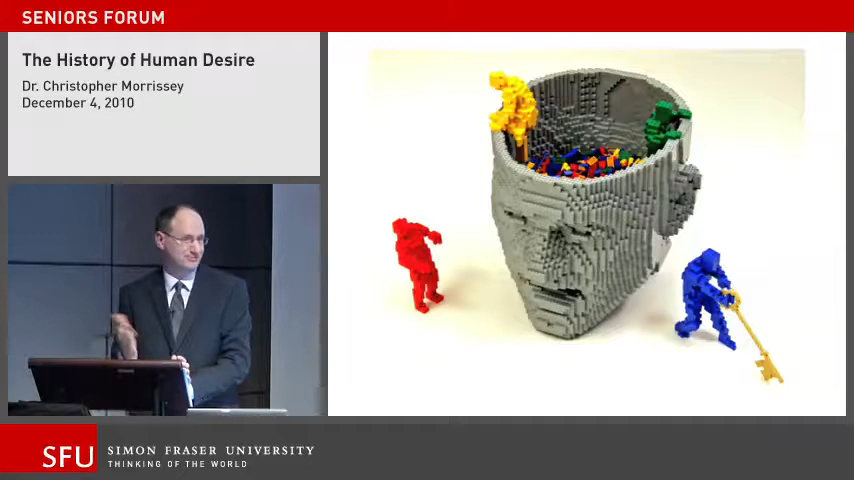 SENIORS FORUM
The History of Human Desire
Dr. Christopher Morrissey
December 4, 2010
SFU
SIMON FRASER UNIVERSITY
THINKING OF THE WORLD